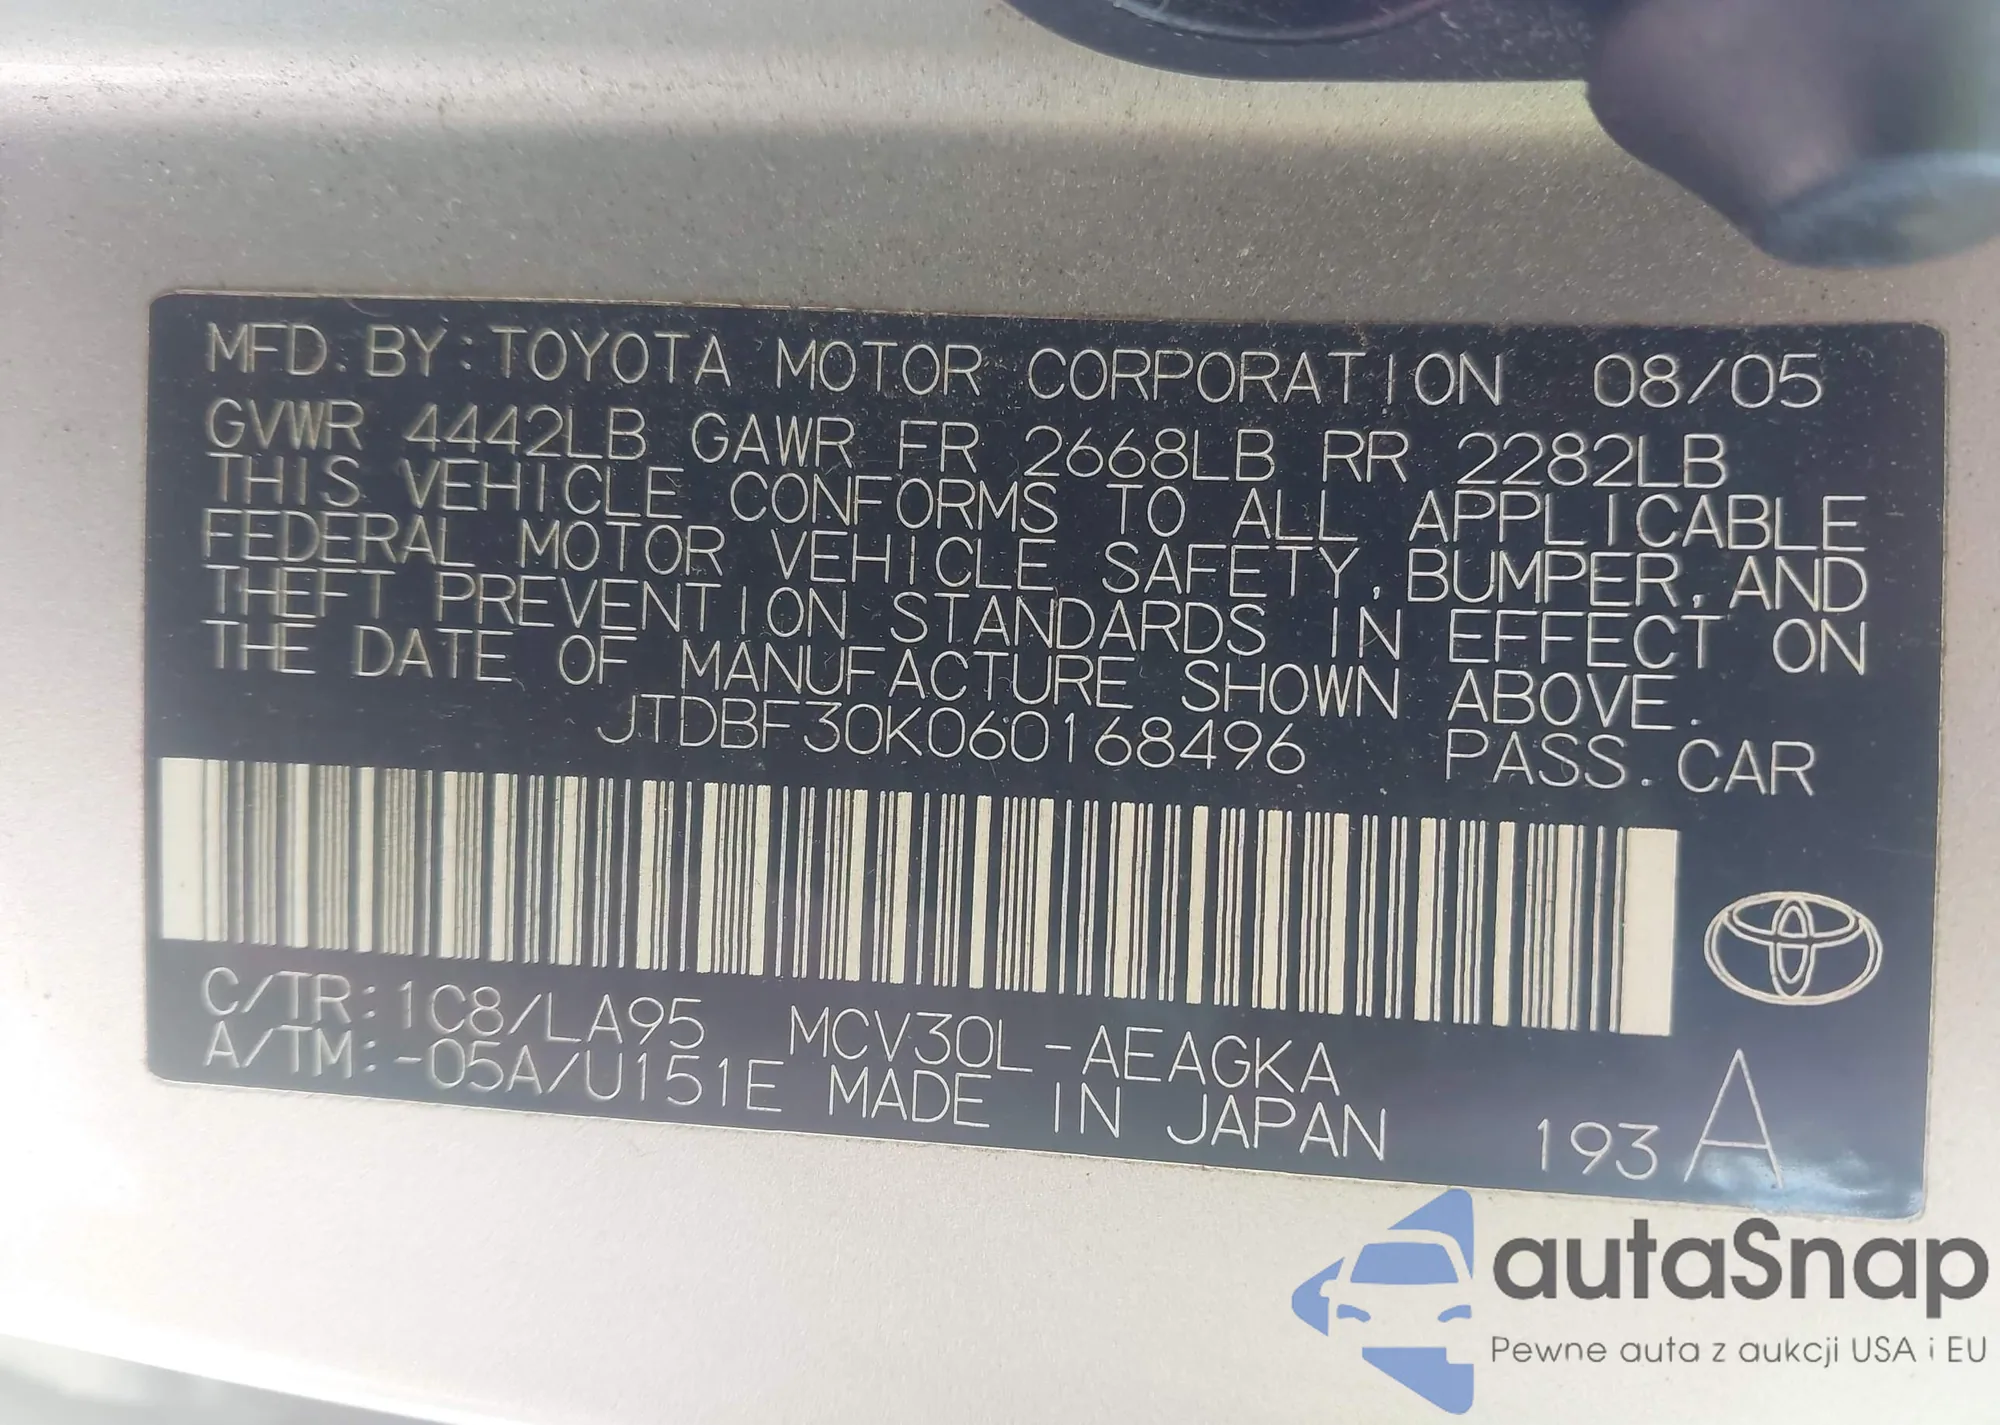 MFD. BY: TOYOTA MOTOR CORPORATION 08/05
GVWR 4442LB GAWR FR 2668LB RR 2282LB
THIS VEHICLE CONFORMS TO ALL APPLICABLE
FEDERAL MOTOR VEHICLE SAFETY, BUMPER, AND
THEFT PREVENTION STANDARDS IN EFFECT ON
THE DATE OF MANUFACTURE SHOWN ABOVE.
JTDBF30K060168496 PASS. CAR
C/TR: 1C8/LA95 MCV30L-AEAGKA
A/TM: -05A/U151E MADE IN JAPAN 193 A
autaSnap
Pewne auta z aukcji USA i EU